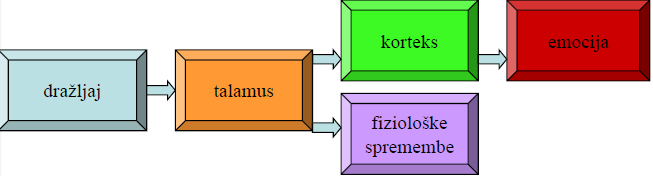 dražljaj
talamus
korteks
emocija
fiziološke
spremembe